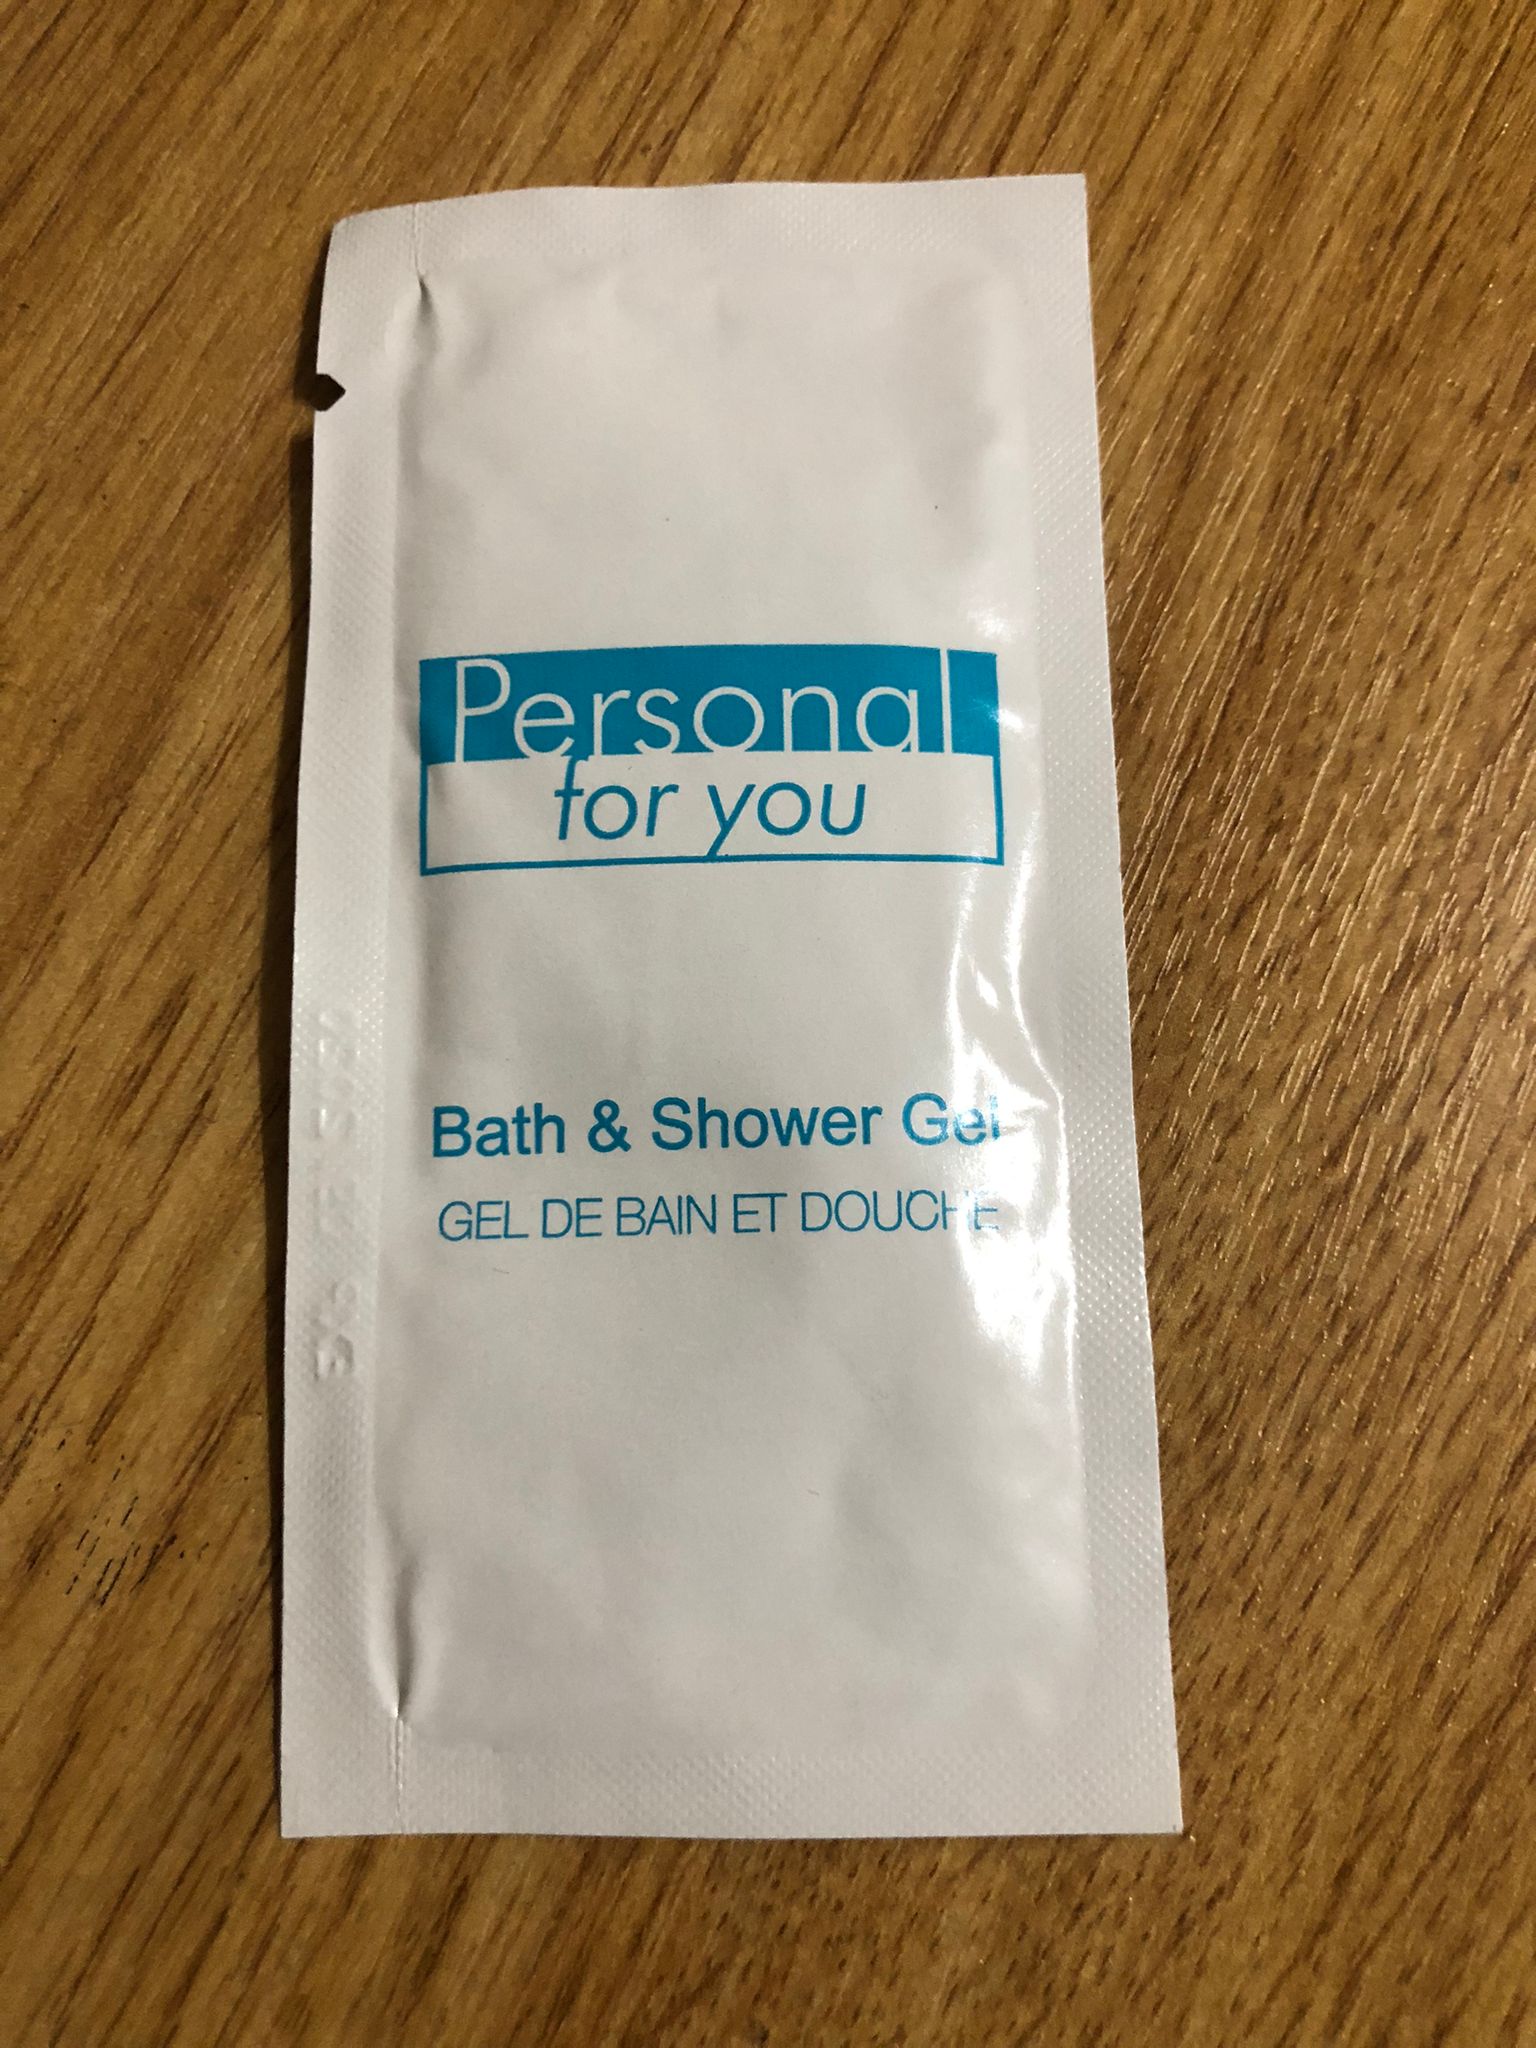 Personal
for you
Bath & Shower Gel
GEL DE BAIN ET DOUCHE